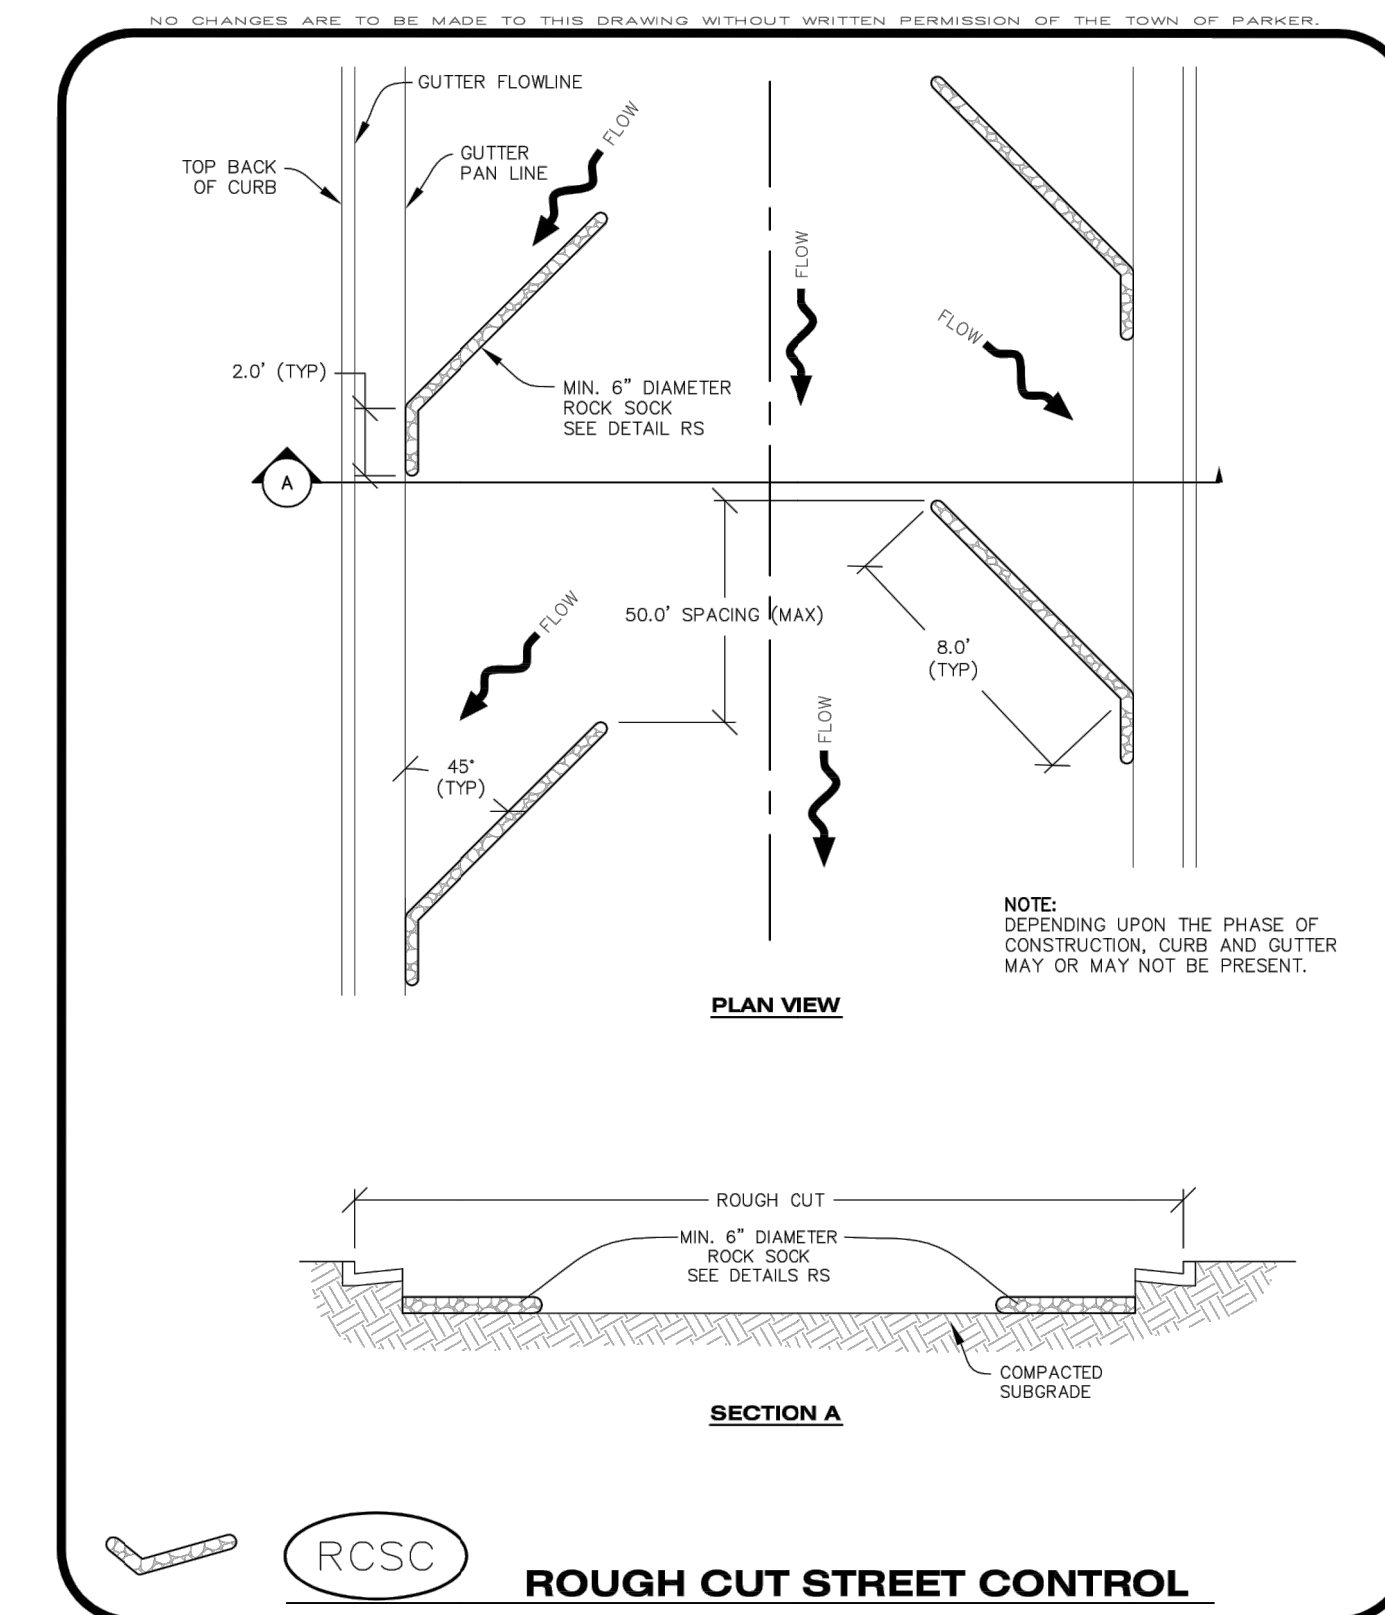 NO CHANGES ARE TO BE MADE TO THIS DRAWING WITHOUT WRITTEN PERMISSION OF THE TOWN OF PARKER.
GUTTER FLOWLINE
FLOW
GUTTER
PAN LINE
TOP BACK
OF CURB
FLOW
FLOW
2.0' (TYP)
MIN. 6" DIAMETER
ROCK SOCK
SEE DETAIL RS
A
FLOW
50.0' SPACING (MAX)
8.0'
(TYP)
FLOW
45°
(TYP)
NOTE:
DEPENDING UPON THE PHASE OF
CONSTRUCTION, CURB AND GUTTER
MAY OR MAY NOT BE PRESENT.
PLAN VIEW
ROUGH CUT
MIN. 6" DIAMETER
ROCK SOCK
SEE DETAILS RS
COMPACTED
SUBGRADE
SECTION A
RCSC
ROUGH CUT STREET CONTROL